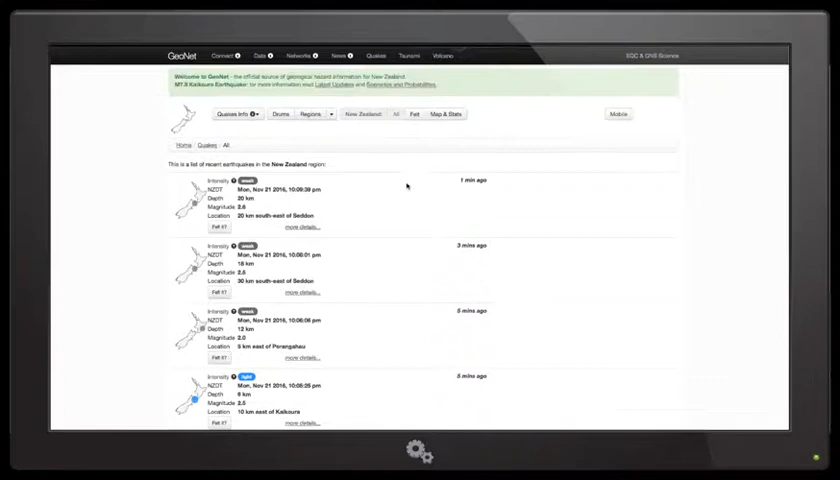 GeoNet Connect Data Networks News Quakes Tsunami Volcano EQC & GNS Science
Welcome to GeoNet - the official source of geological hazard information for New Zealand.
M7.8 Kaikoura Earthquake: for more information read Latest Updates and Scenarios and Probabilities.
Quakes Info Drums Regions New Zealand: All Felt Map & Stats Mobile
Home / Quakes / All
This is a list of recent earthquakes in the New Zealand region:
Intensity weak 1 min ago
NZDT Mon, Nov 21 2016, 10:09:39 pm
Depth 20 km
Magnitude 2.6
Location 20 km south-east of Seddon
Felt it? more details...
Intensity weak 3 mins ago
NZDT Mon, Nov 21 2016, 10:08:01 pm
Depth 18 km
Magnitude 2.5
Location 30 km south-east of Seddon
Felt it? more details...
Intensity weak 5 mins ago
NZDT Mon, Nov 21 2016, 10:06:06 pm
Depth 12 km
Magnitude 2.0
Location 5 km east of Porangahau
Felt it? more details...
Intensity light 5 mins ago
NZDT Mon, Nov 21 2016, 10:05:25 pm
Depth 6 km
Magnitude 2.5
Location 10 km east of Kaikoura
Felt it? more details...